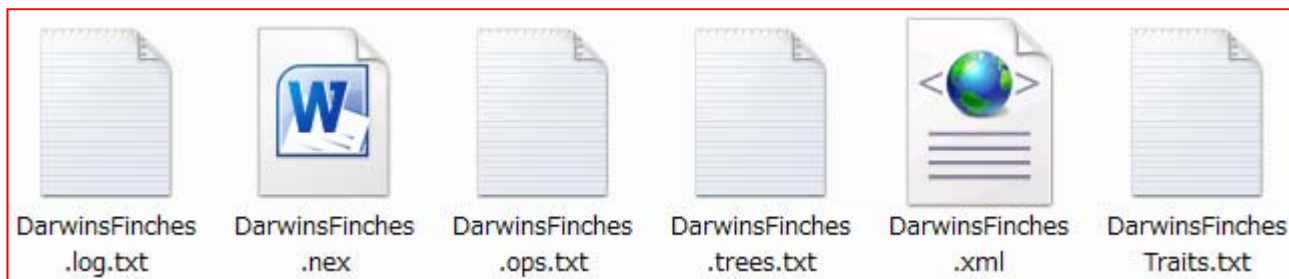 DarwinsFinches DarwinsFinches DarwinsFinches DarwinsFinches DarwinsFinches DarwinsFinches
.log.txt .nex .ops.txt .trees.txt .xml Traits.txt
W
< >